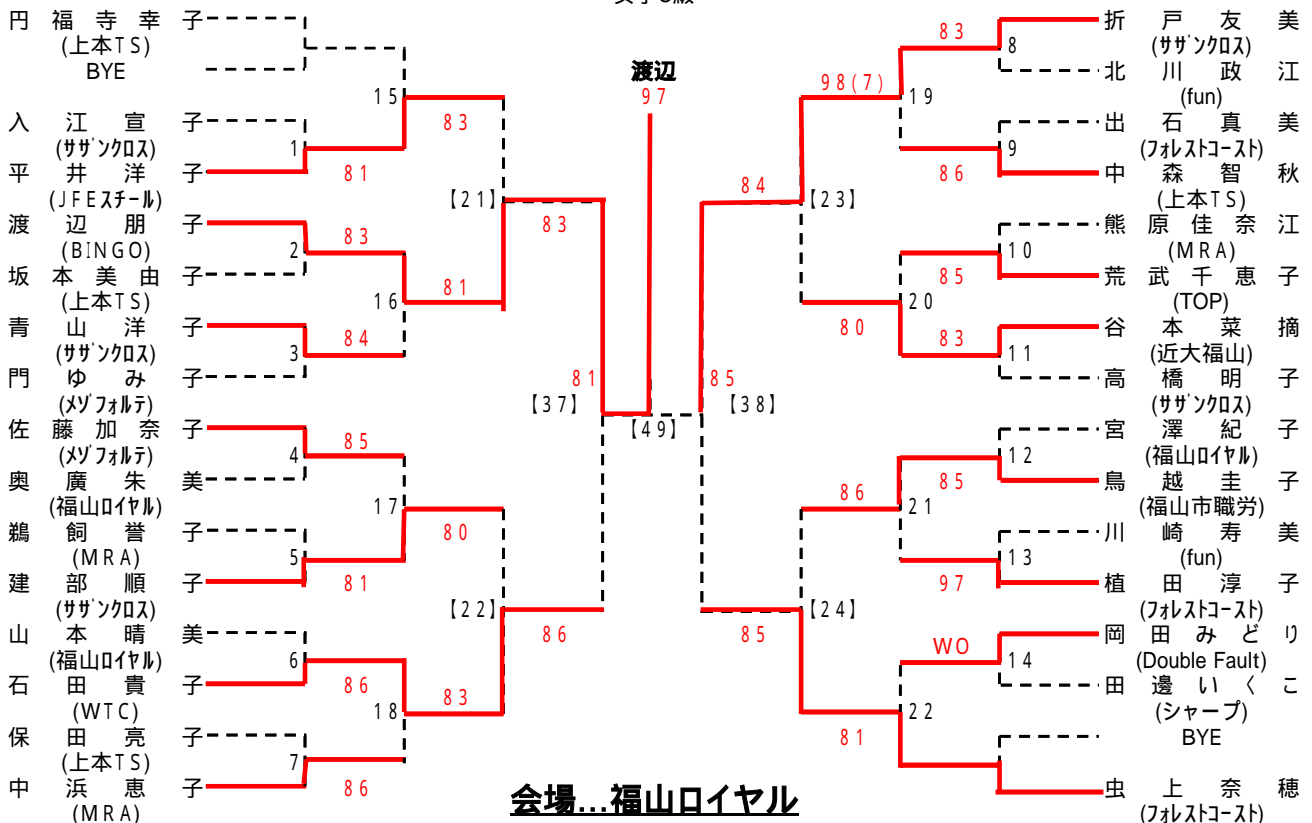 円福寺幸子
(上本TS)
BYE
入江宣子
(ｻｻﾞﾝｸﾛｽ)
平井洋子
(JFEｽﾁｰﾙ)
渡辺朋子
(BINGO)
坂本美由子
(上本TS)
青山洋子
(ｻｻﾞﾝｸﾛｽ)
門ゆみ子
(ﾒｿﾞﾌｫﾙﾃ)
佐藤加奈子
(ﾒｿﾞﾌｫﾙﾃ)
奥廣朱美
(福山ﾛｲﾔﾙ)
鵜飼誉子
(MRA)
建部順子
(ｻｻﾞﾝｸﾛｽ)
山本晴美
(福山ﾛｲﾔﾙ)
石田貴子
(WTC)
保田亮子
(上本TS)
中浜恵子
(MRA)
1
81
2
83
3
84
4
85
5
81
6
86
7
86
15
83
16
81
17
80
18
83
【21】
83
【22】
86
【37】
81
渡辺
97
【49】
【38】
85
【23】
84
【24】
85
19
98(7)
20
80
21
86
22
81
83
8
9
86
10
85
83
11
12
85
13
97
WO
14
折戸友美
(ｻｻﾞﾝｸﾛｽ)
北川政江
(fun)
出石真美
(ﾌｫﾚｽﾄｺｰｽﾄ)
中森智秋
(上本TS)
熊原佳奈江
(MRA)
荒武千恵子
(TOP)
谷本菜摘
(近大福山)
高橋明子
(ｻｻﾞﾝｸﾛｽ)
宮澤紀子
(福山ﾛｲﾔﾙ)
鳥越圭子
(福山市職労)
川崎寿美
(fun)
植田淳子
(ﾌｫﾚｽﾄｺｰｽﾄ)
岡田みどり
(Double Fault)
田邊いくこ
(シャープ)
BYE
虫上奈穂
(ﾌｫﾚｽﾄｺｰｽﾄ)
会場…福山ロイヤル